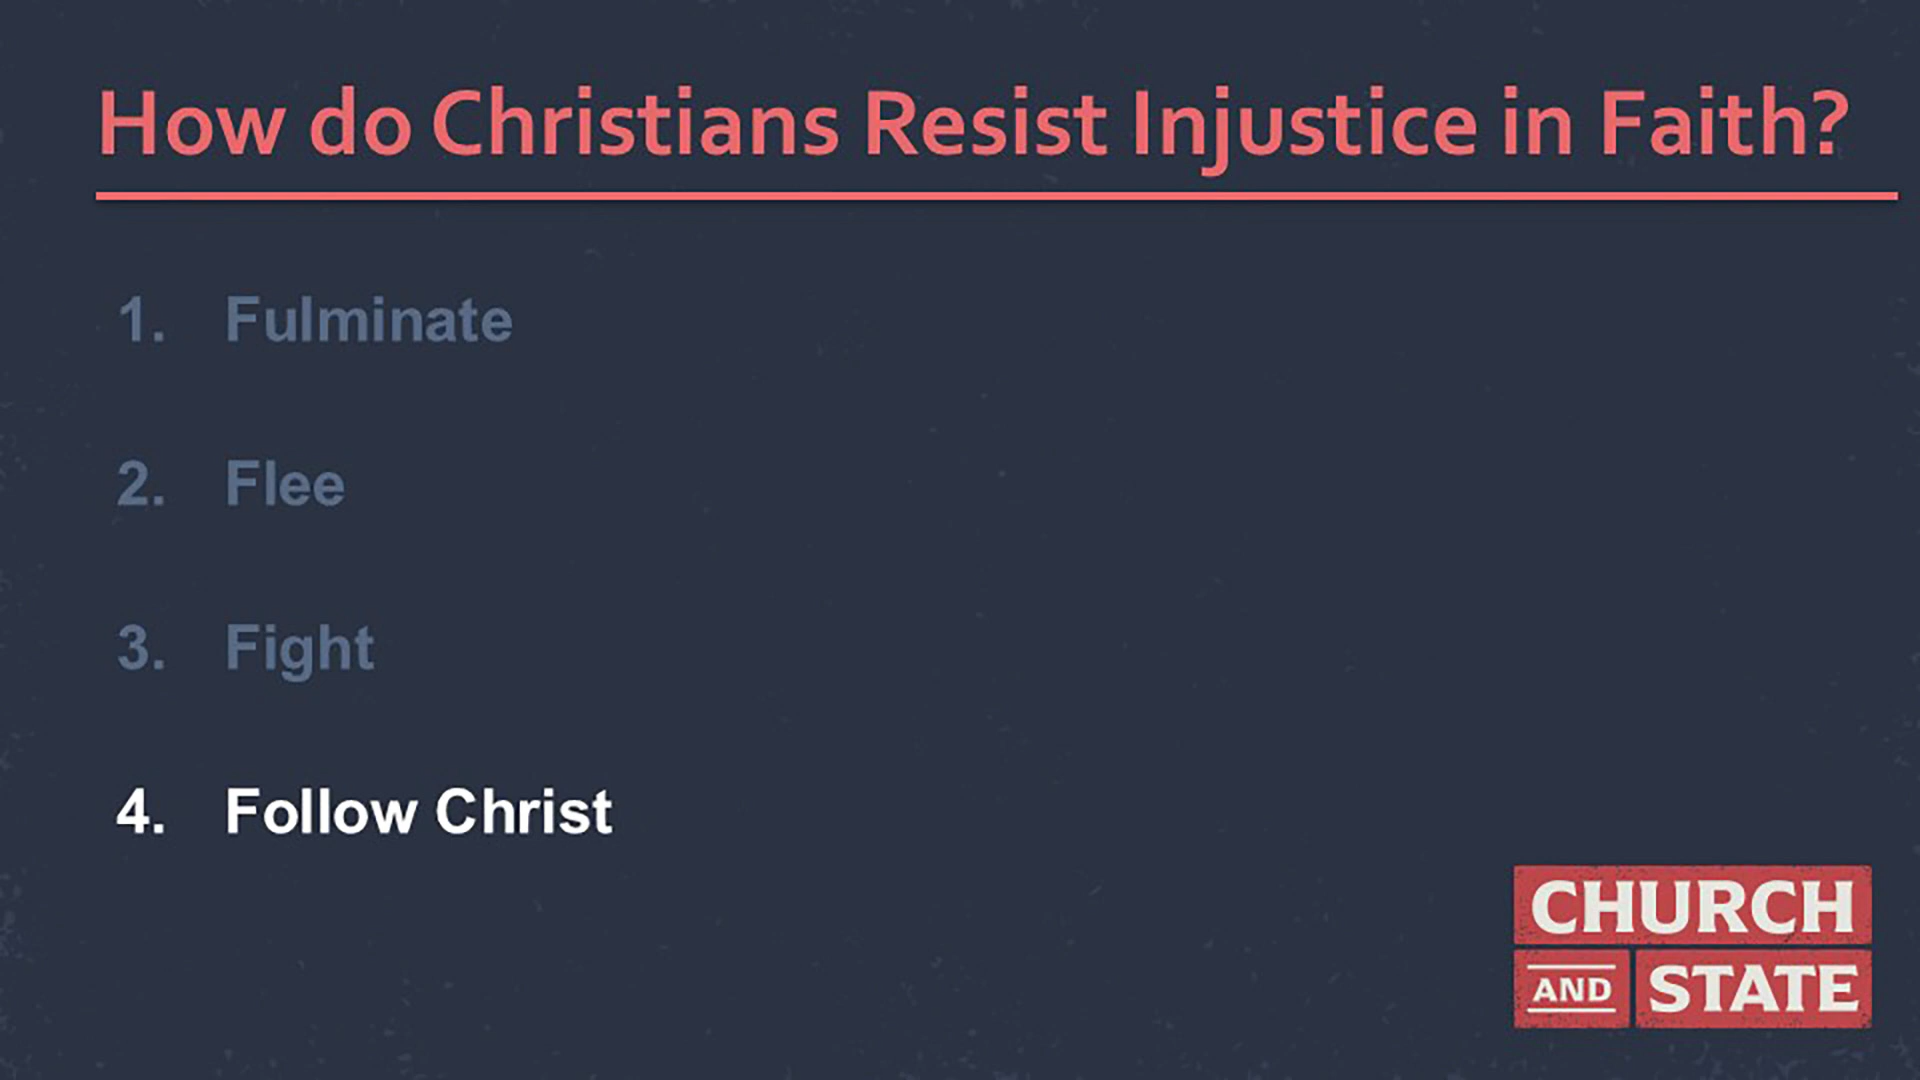 How do Christians Resist Injustice in Faith?
1. Fulminate
2. Flee
3. Fight
4. Follow Christ
CHURCH
AND STATE